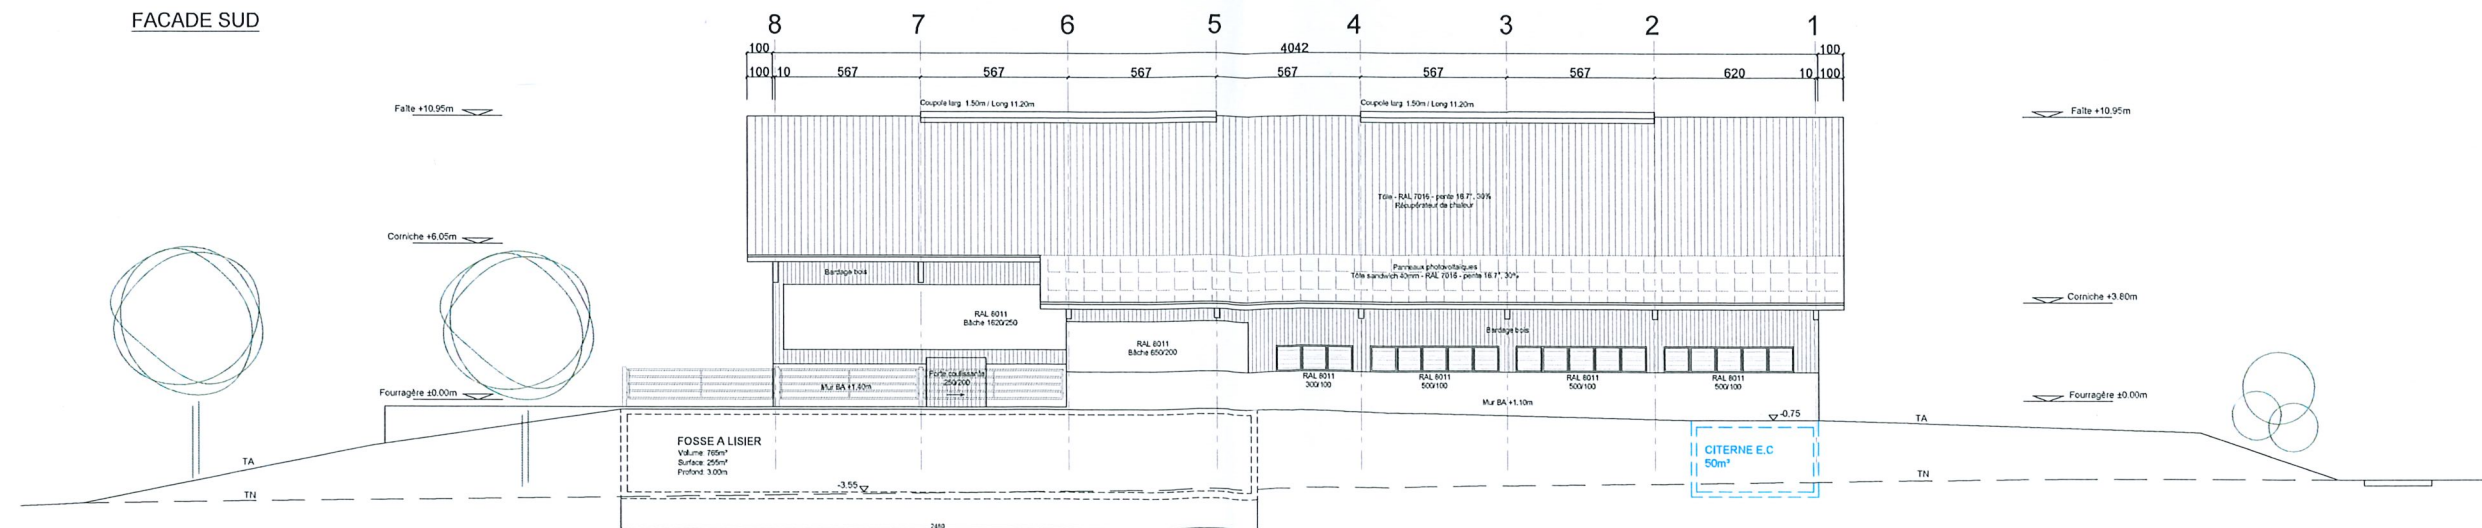 FACADE SUD
8 7 6 5 4 3 2 1
100 4042 100
100 10 567 567 567 567 567 567 620 10 100
Coupole larg. 1.50m / Long 11.20m
Coupole larg. 1.50m / Long 11.20m
Faîte +10.95m
Faîte +10.95m
Tôle - RAL 7016 - pente 16.7°, 30%
Récupérateur de chaleur
Corniche +6.05m
Bardage bois
Panneaux photovoltaïques
Tôle sandwich 40mm - RAL 7016 - pente 16.7°, 30%
Corniche +3.80m
RAL 6011
Bâche 1620/250
Bardage bois
RAL 6011
Bâche 650/200
Porte coulissante
250/200
Mur BA +1.40m
RAL 6011
300/100
RAL 6011
500/100
RAL 6011
500/100
RAL 6011
500/100
Fourragère ±0.00m
Fourragère ±0.00m
Mur BA +1.10m
-0.75
TA
TA
FOSSE A LISIER
Volume: 765m³
Surface: 255m²
Profond: 3.00m
CITERNE E.C
50m³
-3.55
TN
TN